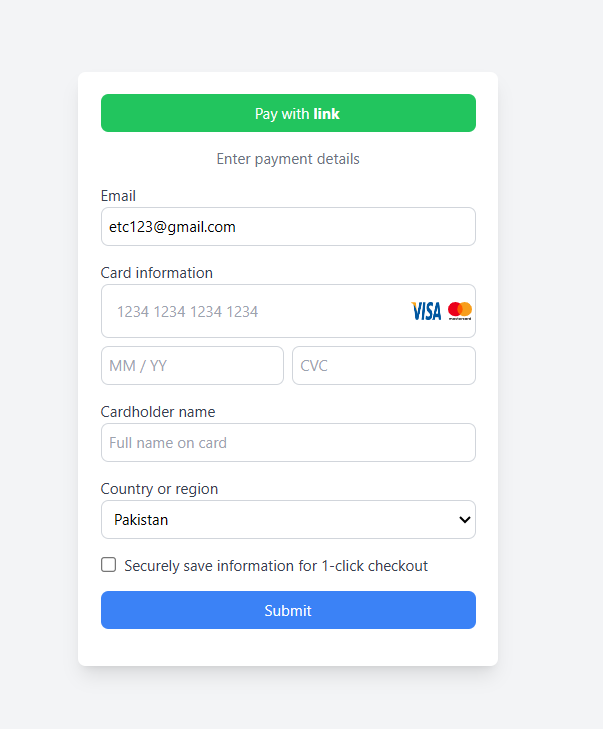 Pay with link
Enter payment details
Email
etc123@gmail.com
Card information
1234 1234 1234 1234 VISA mastercard
MM / YY CVC
Cardholder name
Full name on card
Country or region
Pakistan
Securely save information for 1-click checkout
Submit